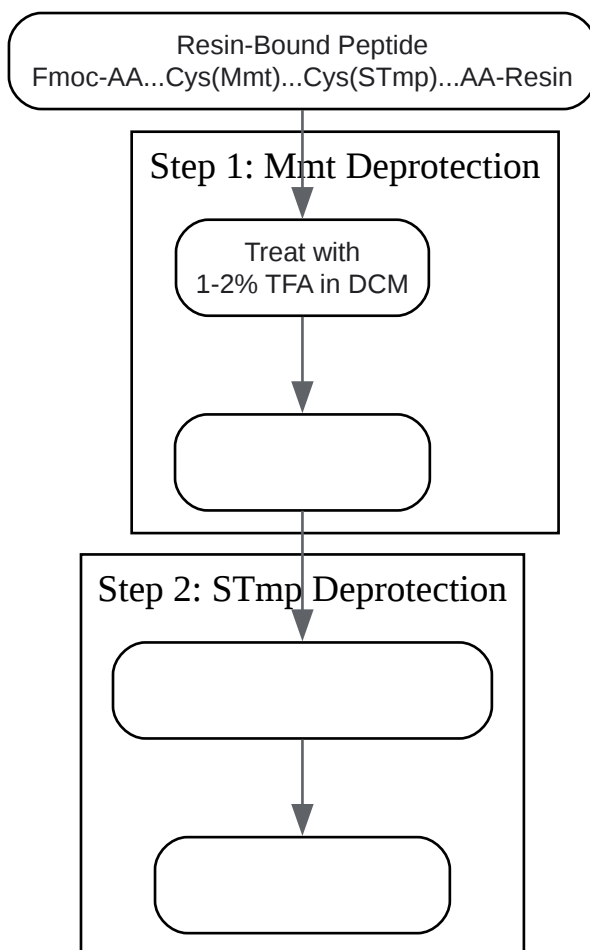 Resin-Bound Peptide
Fmoc-AA...Cys(Mmt)...Cys(STmp)...AA-Resin
Step 1: Mmt Deprotection
Treat with
1-2% TFA in DCM
Step 2: STmp Deprotection